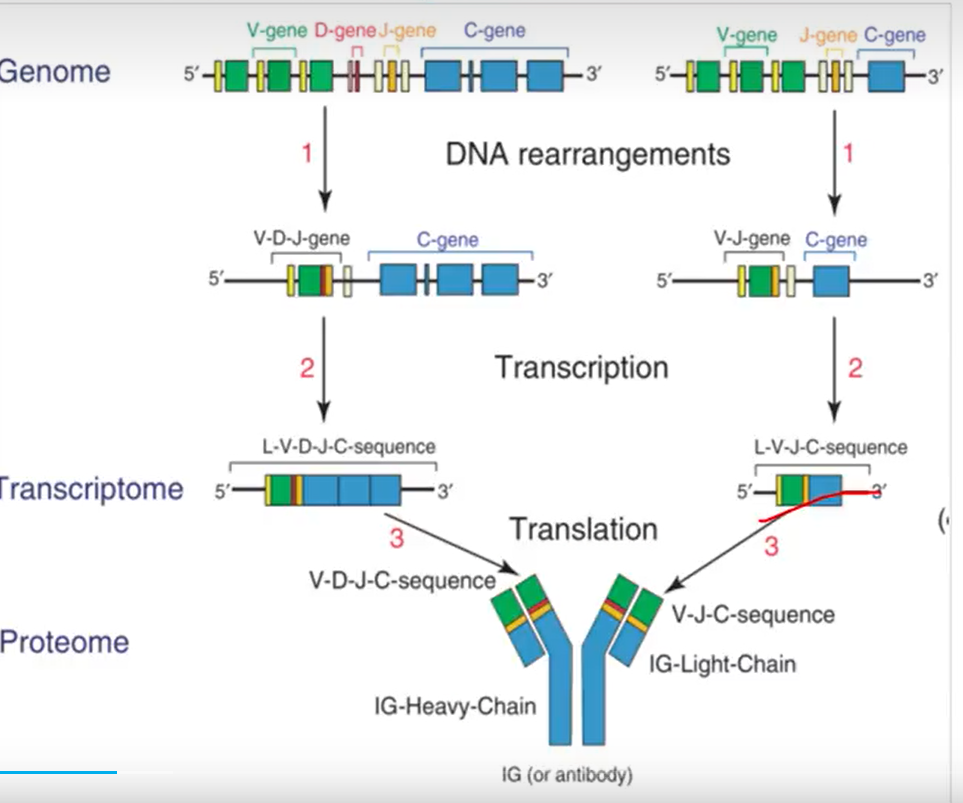 V-gene D-gene J-gene C-gene
V-gene J-gene C-gene
Genome 5′ 3′ 5′ 3′
1 DNA rearrangements 1
V-D-J-gene C-gene V-J-gene C-gene
5′ 3′ 5′ 3′
2 Transcription 2
L-V-D-J-C-sequence L-V-J-C-sequence
Transcriptome 5′ 3′ 5′ 3′
3 Translation 3
V-D-J-C-sequence
V-J-C-sequence
Proteome
IG-Light-Chain
IG-Heavy-Chain
IG (or antibody)